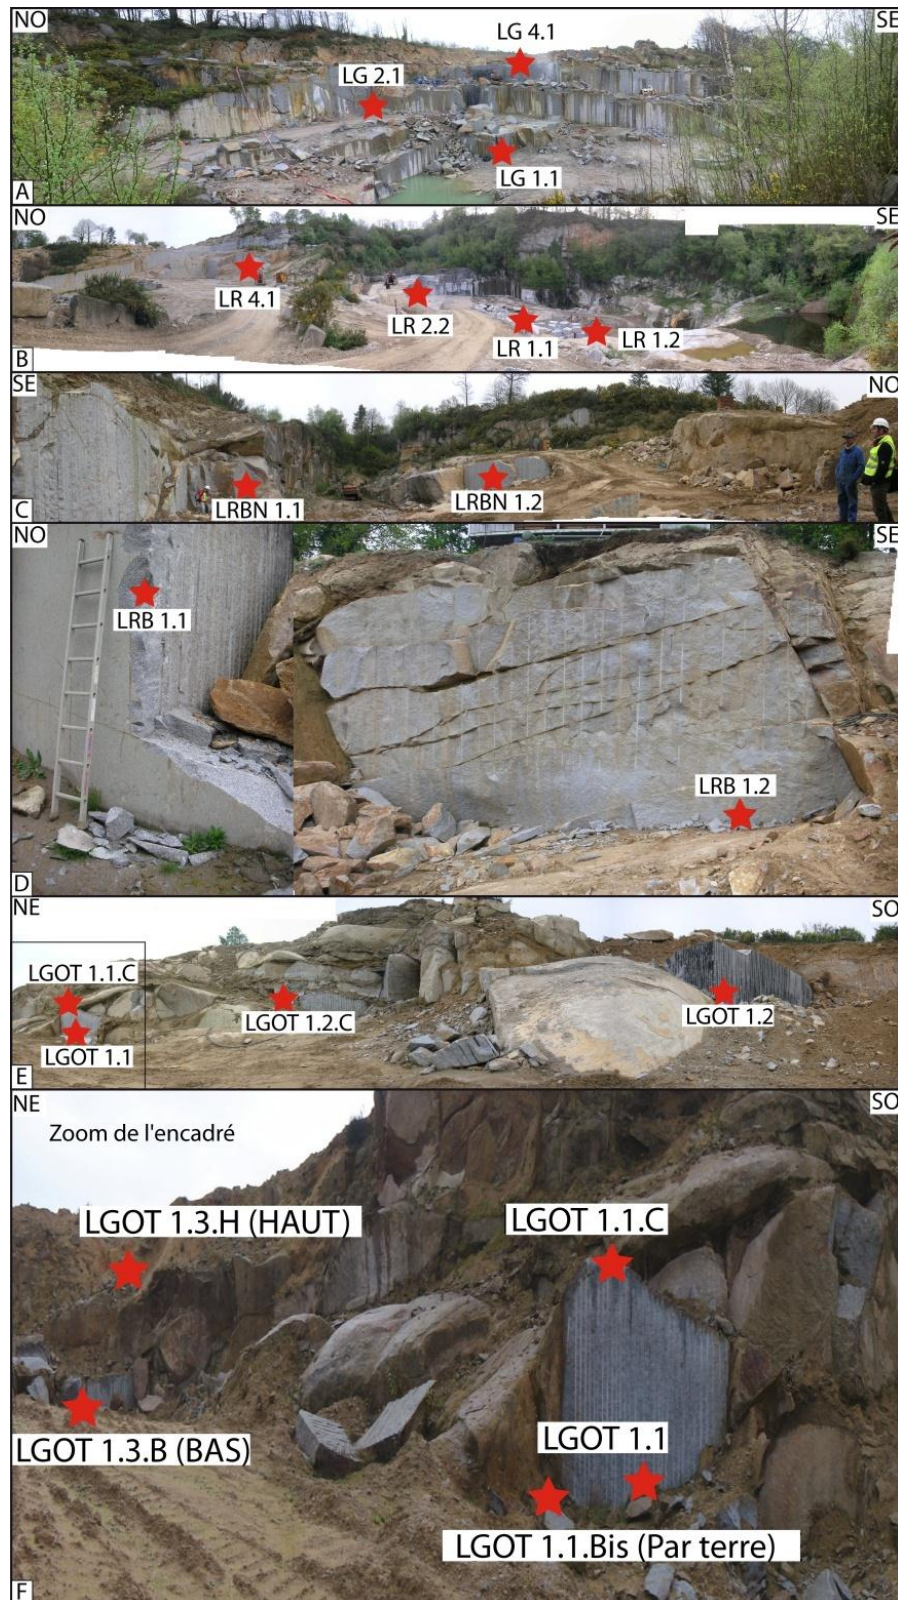 NO
SE
LG 4.1
LG 2.1
LG 1.1
A
NO
SE
LR 4.1
LR 2.2
LR 1.1
LR 1.2
B
SE
NO
LRBN 1.1
LRBN 1.2
C
NO
SE
LRB 1.1
LRB 1.2
D
NE
SO
LGOT 1.1.C
LGOT 1.2.C
LGOT 1.2
LGOT 1.1
E
NE
SO
Zoom de l'encadré
LGOT 1.3.H (HAUT)
LGOT 1.1.C
LGOT 1.3.B (BAS)
LGOT 1.1
LGOT 1.1.Bis (Par terre)
F